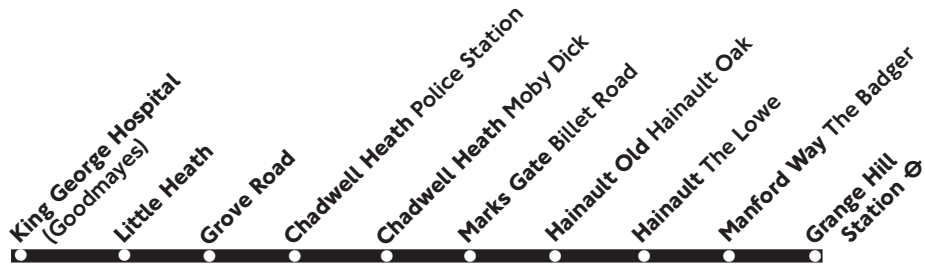 King George Hospital
(Goodmayes)
Little Heath
Grove Road
Chadwell Heath Police Station
Chadwell Heath Moby Dick
Marks Gate Billet Road
Hainault Old Hainault Oak
Hainault The Lowe
Manford Way The Badger
Grange Hill
Station